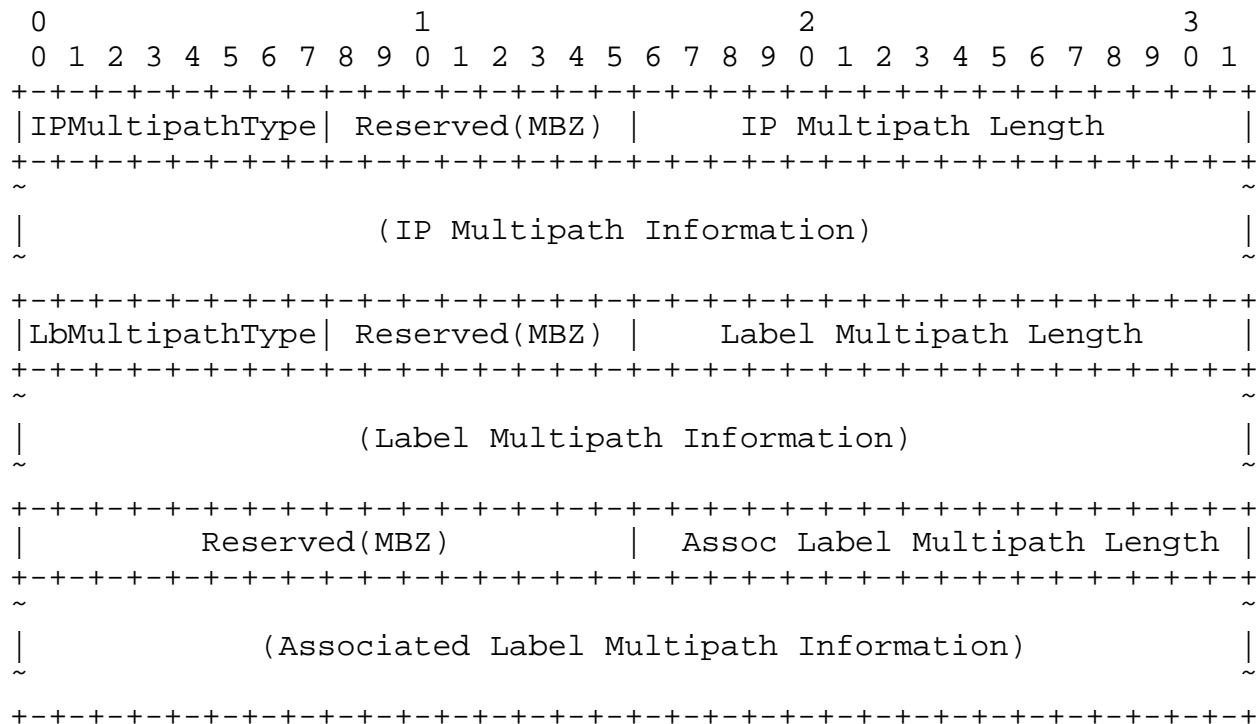 0                   1                   2                   3
 0 1 2 3 4 5 6 7 8 9 0 1 2 3 4 5 6 7 8 9 0 1 2 3 4 5 6 7 8 9 0 1
+-+-+-+-+-+-+-+-+-+-+-+-+-+-+-+-+-+-+-+-+-+-+-+-+-+-+-+-+-+-+-+-+
|IPMultipathType| Reserved(MBZ) |     IP Multipath Length       |
+-+-+-+-+-+-+-+-+-+-+-+-+-+-+-+-+-+-+-+-+-+-+-+-+-+-+-+-+-+-+-+-+
~                                                               ~
|                  (IP Multipath Information)                   |
~                                                               ~
+-+-+-+-+-+-+-+-+-+-+-+-+-+-+-+-+-+-+-+-+-+-+-+-+-+-+-+-+-+-+-+-+
|LbMultipathType| Reserved(MBZ) |    Label Multipath Length     |
+-+-+-+-+-+-+-+-+-+-+-+-+-+-+-+-+-+-+-+-+-+-+-+-+-+-+-+-+-+-+-+-+
~                                                               ~
|                 (Label Multipath Information)                 |
~                                                               ~
+-+-+-+-+-+-+-+-+-+-+-+-+-+-+-+-+-+-+-+-+-+-+-+-+-+-+-+-+-+-+-+-+
|         Reserved(MBZ)         |  Assoc Label Multipath Length |
+-+-+-+-+-+-+-+-+-+-+-+-+-+-+-+-+-+-+-+-+-+-+-+-+-+-+-+-+-+-+-+-+
~                                                               ~
|            (Associated Label Multipath Information)           |
~                                                               ~
+-+-+-+-+-+-+-+-+-+-+-+-+-+-+-+-+-+-+-+-+-+-+-+-+-+-+-+-+-+-+-+-+